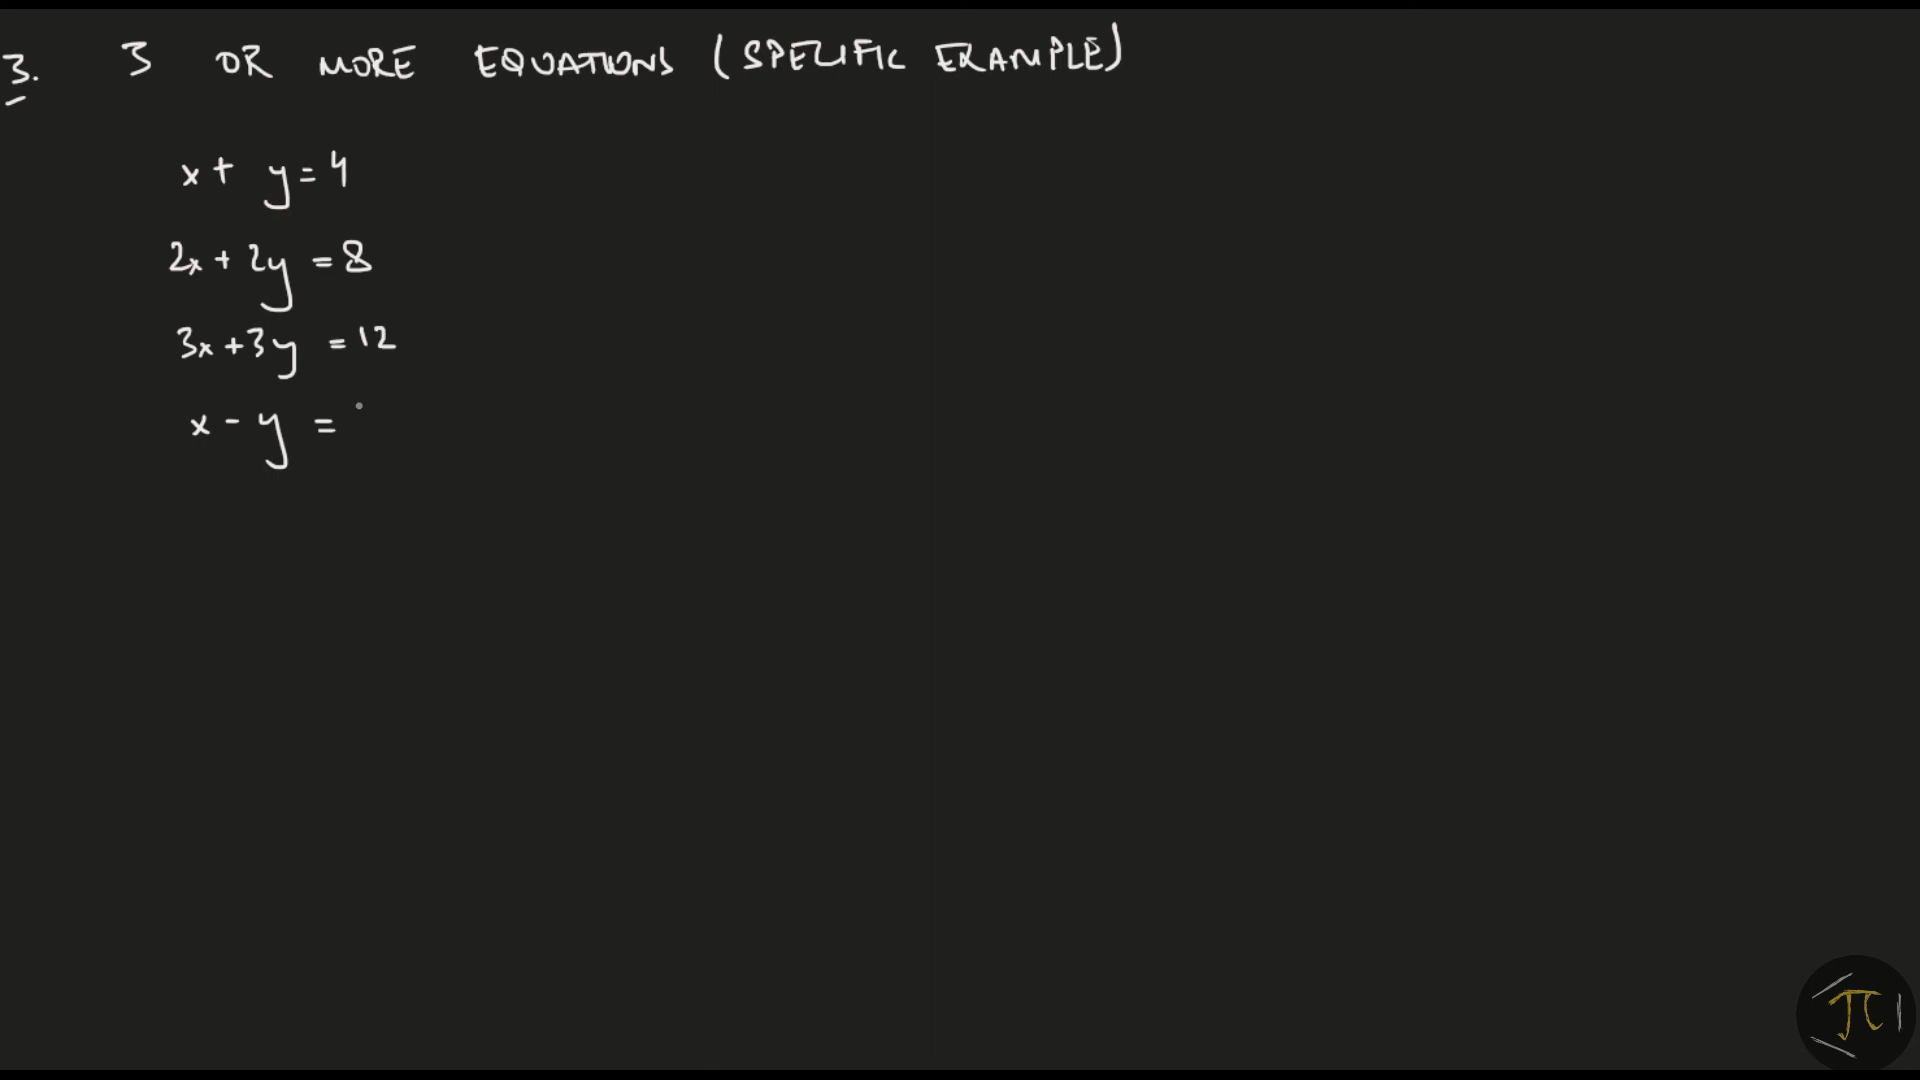 3. 3 OR MORE EQUATIONS (SPECIFIC EXAMPLE)
x + y = 4
2x + 2y = 8
3x + 3y = 12
x - y =
π